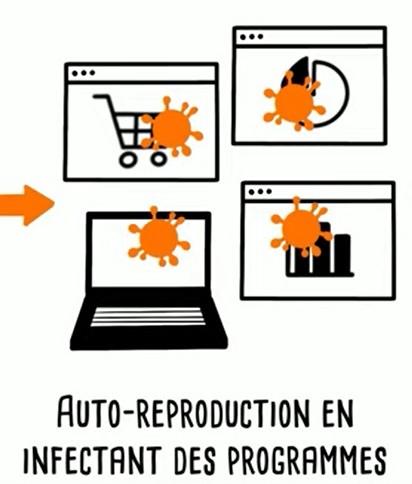 AUTO-REPRODUCTION EN
INFECTANT DES PROGRAMMES